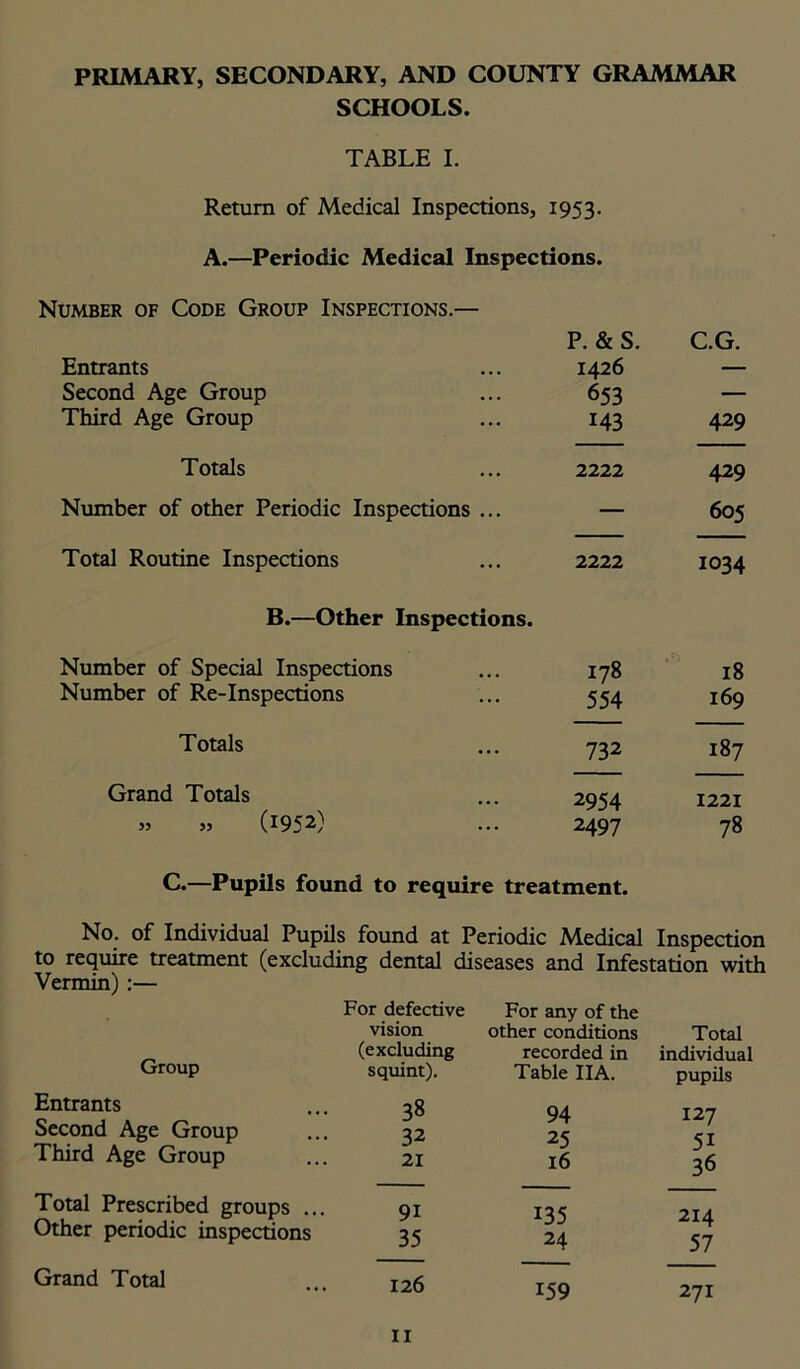 PRIMARY, SECONDARY, AND COUNTY GRAMMAR
SCHOOLS.
TABLE I.
Return of Medical Inspections, 1953.
A.—Periodic Medical Inspections.
NUMBER OF CODE GROUP INSPECTIONS.—
P. & S. C.G.
Entrants ... 1426 —
Second Age Group ... 653 —
Third Age Group ... 143 429
Totals ... 2222 429
Number of other Periodic Inspections ... — 605
Total Routine Inspections ... 2222 1034
B.—Other Inspections.
Number of Special Inspections ... 178 18
Number of Re-Inspections ... 554 169
Totals ... 732 187
Grand Totals ... 2954 1221
„ „ (1952) ... 2497 78
C.—Pupils found to require treatment.
No. of Individual Pupils found at Periodic Medical Inspection
to require treatment (excluding dental diseases and Infestation with
Vermin) :—
For defective For any of the
vision other conditions Total
(excluding recorded in individual
Group squint). Table IIA. pupils
Entrants ... 38 94 127
Second Age Group ... 32 25 51
Third Age Group ... 21 16 36
Total Prescribed groups ... 91 135 214
Other periodic inspections 35 24 57
Grand Total ... 126 159 271
11